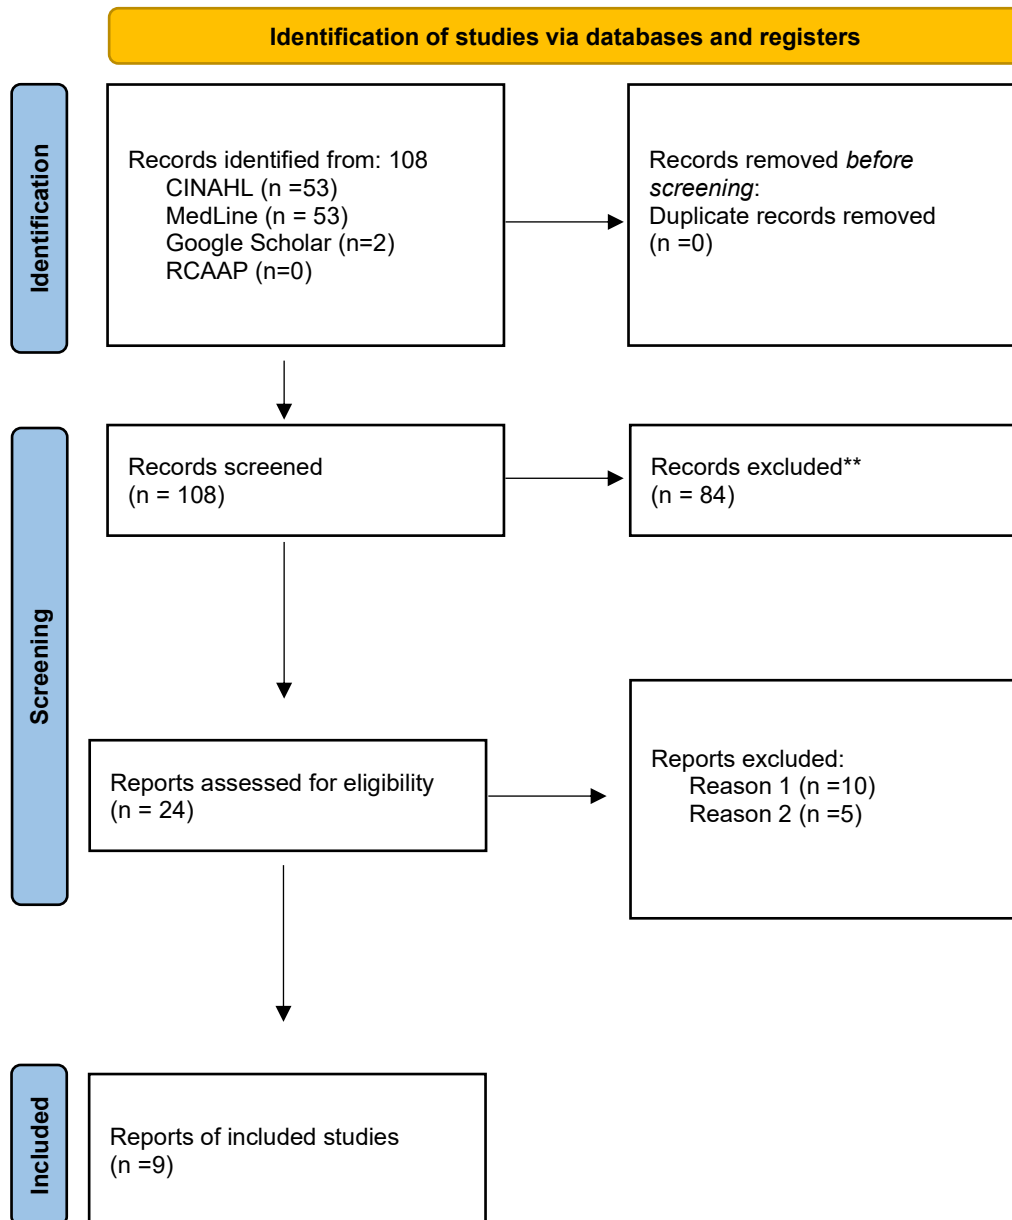 Identification of studies via databases and registers
Identification
Records identified from: 108
CINAHL (n =53)
MedLine (n = 53)
Google Scholar (n=2)
RCAAP (n=0)
Records removed before
screening:
Duplicate records removed
(n =0)
Screening
Records screened
(n = 108)
Records excluded**
(n = 84)
Reports assessed for eligibility
(n = 24)
Reports excluded:
Reason 1 (n =10)
Reason 2 (n =5)
Included
Reports of included studies
(n =9)